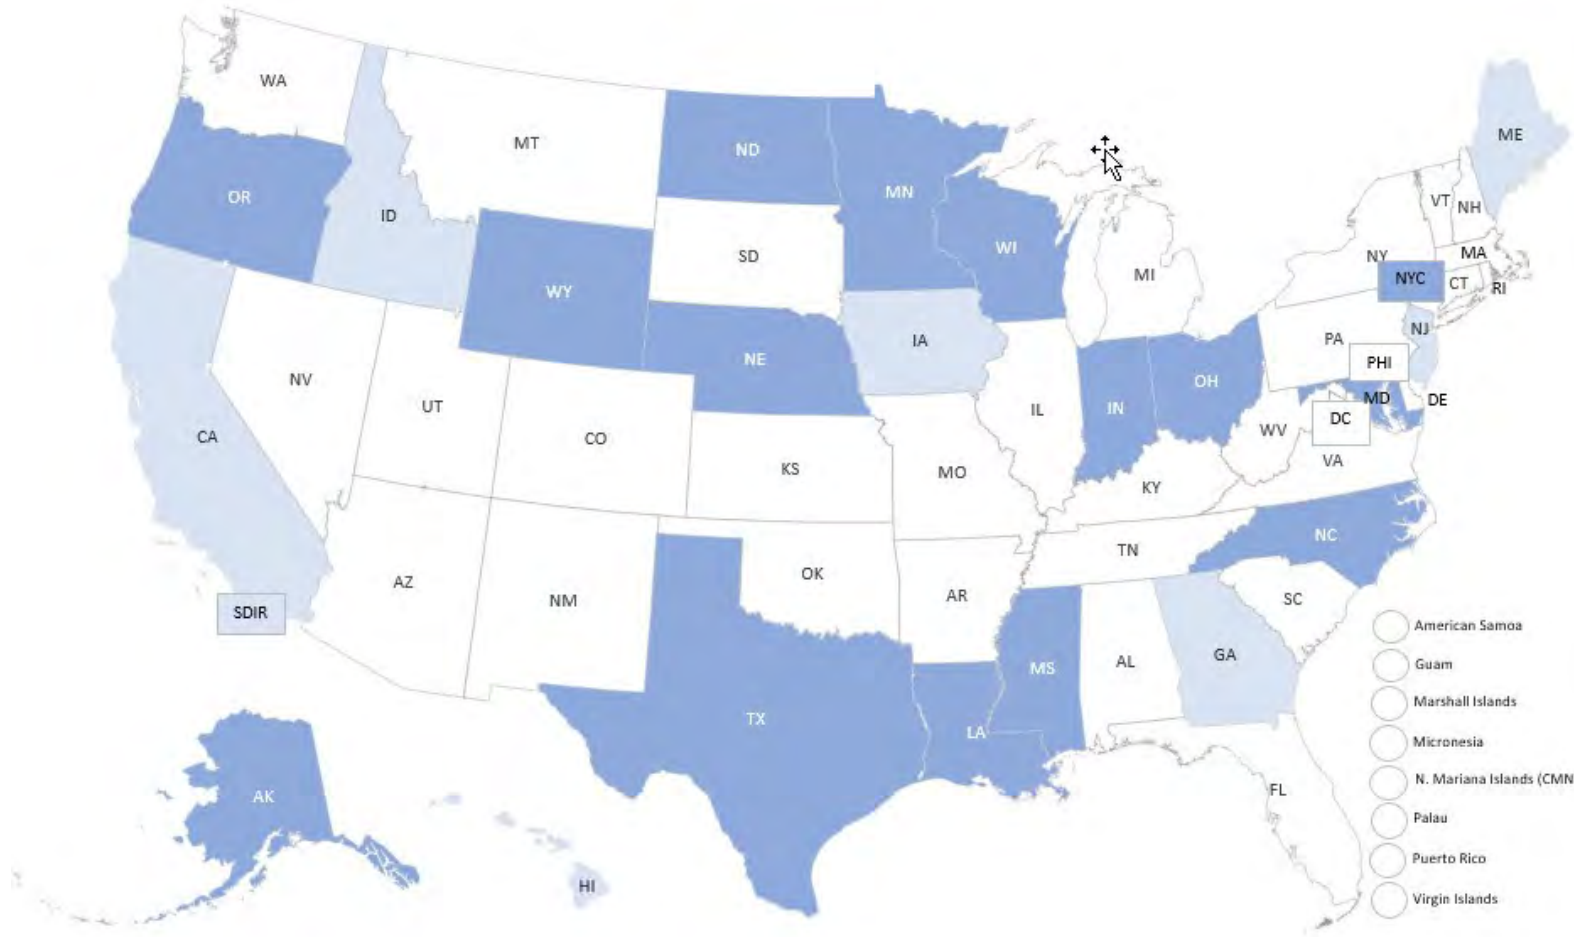 WA
MT
ND
MN
ME
OR
ID
WY
SD
WI
MI
VT
NH
NY
MA
NYC
CT
RI
NE
IA
NJ
PA
PHI
NV
UT
CO
IL
IN
OH
MD
DE
DC
WV
VA
CA
KS
MO
KY
NC
TN
SDIR
AZ
NM
OK
AR
SC
MS
AL
GA
TX
LA
FL
AK
HI
American Samoa
Guam
Marshall Islands
Micronesia
N. Mariana Islands (CMN
Palau
Puerto Rico
Virgin Islands